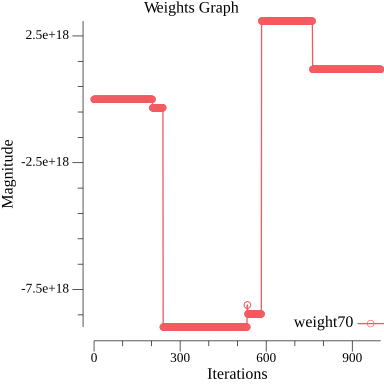 Weights Graph
2.5e+18
-2.5e+18
-7.5e+18
Magnitude
weight70
0 300 600 900
Iterations